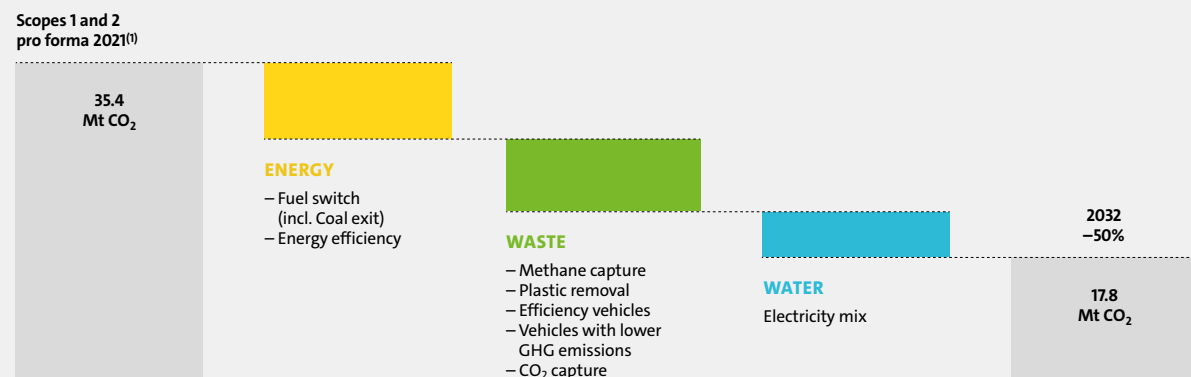 Scopes 1 and 2
pro forma 2021(1)
35.4
Mt CO₂
ENERGY
– Fuel switch
(incl. Coal exit)
– Energy efficiency
WASTE
– Methane capture
– Plastic removal
– Efficiency vehicles
– Vehicles with lower
GHG emissions
– CO₂ capture
WATER
Electricity mix
2032
–50%
17.8
Mt CO₂